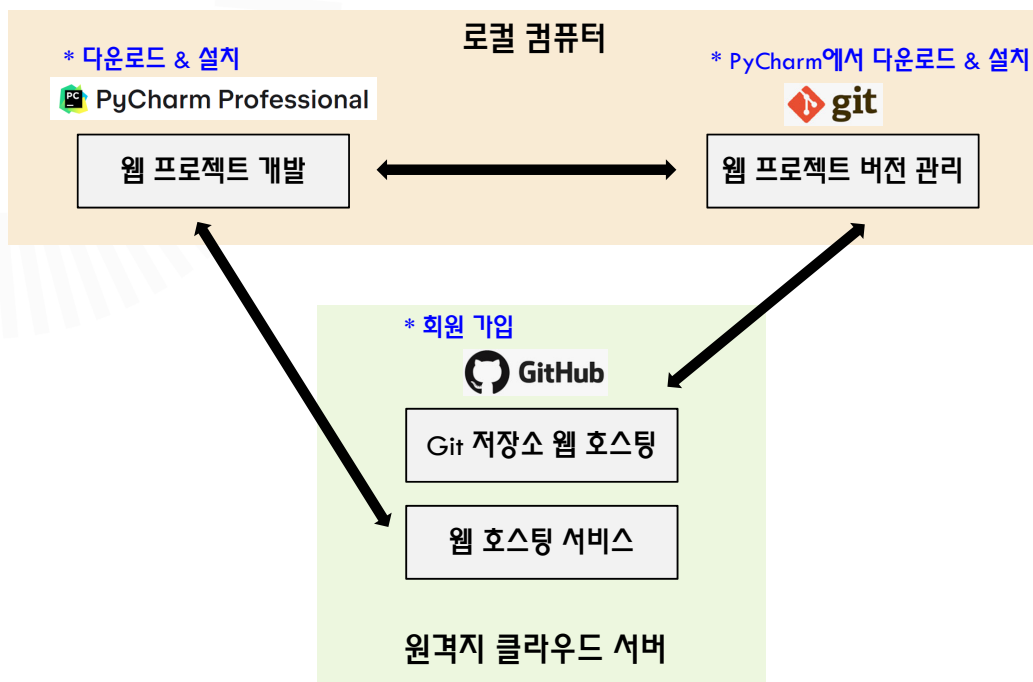 로컬 컴퓨터
* 다운로드 & 설치
* PyCharm에서 다운로드 & 설치
PC
PyCharm Professional
git
웹 프로젝트 개발
웹 프로젝트 버전 관리
* 회원 가입
GitHub
Git 저장소 웹 호스팅
웹 호스팅 서비스
원격지 클라우드 서버